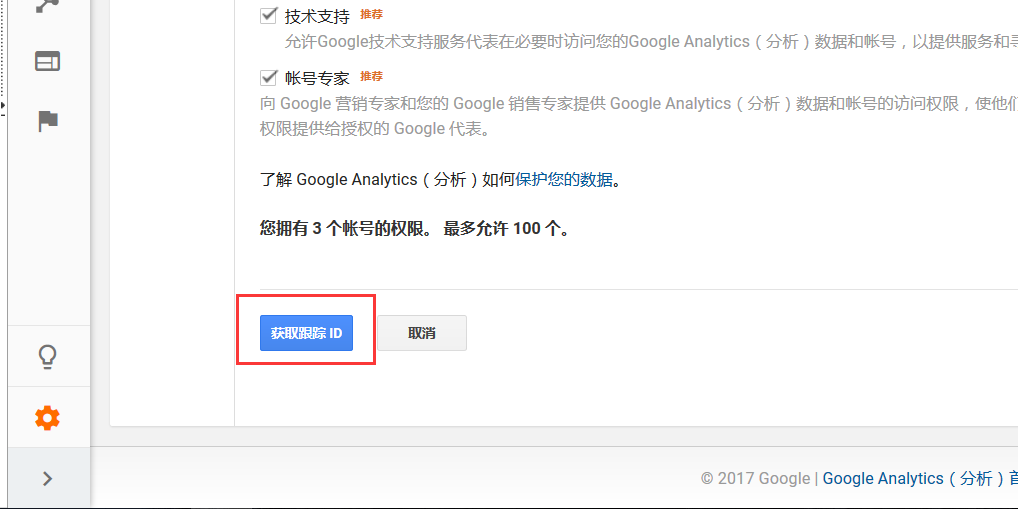 技术支持 推荐
允许Google技术支持服务代表在必要时访问您的Google Analytics（分析）数据和帐号，以提供服务和
帐号专家 推荐
向 Google 营销专家和您的 Google 销售专家提供 Google Analytics（分析）数据和帐号的访问权限，使他们
权限提供给授权的 Google 代表。
了解 Google Analytics（分析）如何保护您的数据。
您拥有 3 个帐号的权限。 最多允许 100 个。
获取跟踪 ID 取消
© 2017 Google | Google Analytics（分析）首